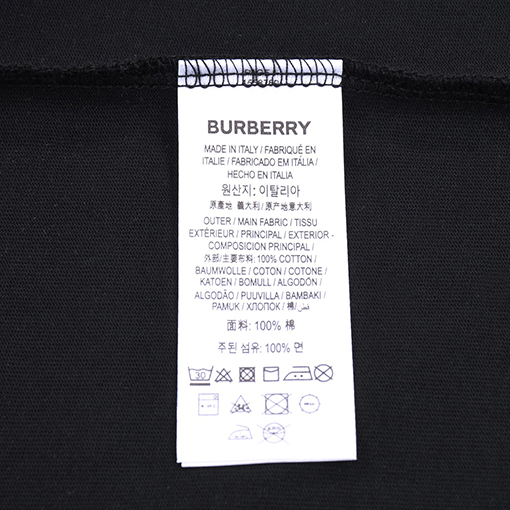 BURBERRY
MADE IN ITALY / FABRIQUÉ EN
ITALIE / FABRICADO EM ITÁLIA /
HECHO EN ITALIA
원산지: 이탈리아
原產地 義大利 / 原产地意大利
OUTER / MAIN FABRIC / TISSU
EXTÉRIEUR / PRINCIPAL / EXTERIOR -
COMPOSICION PRINCIPAL /
外部/主要布料: 100% COTTON /
BAUMWOLLE / COTON / COTONE /
KATOEN / BOMULL / ALGODÓN /
ALGODÃO / PUUVILLA / BAMBAKI /
PAMUK / ХЛОПОК / 棉 / قطن
面料: 100% 棉
주된 섬유: 100% 면
30